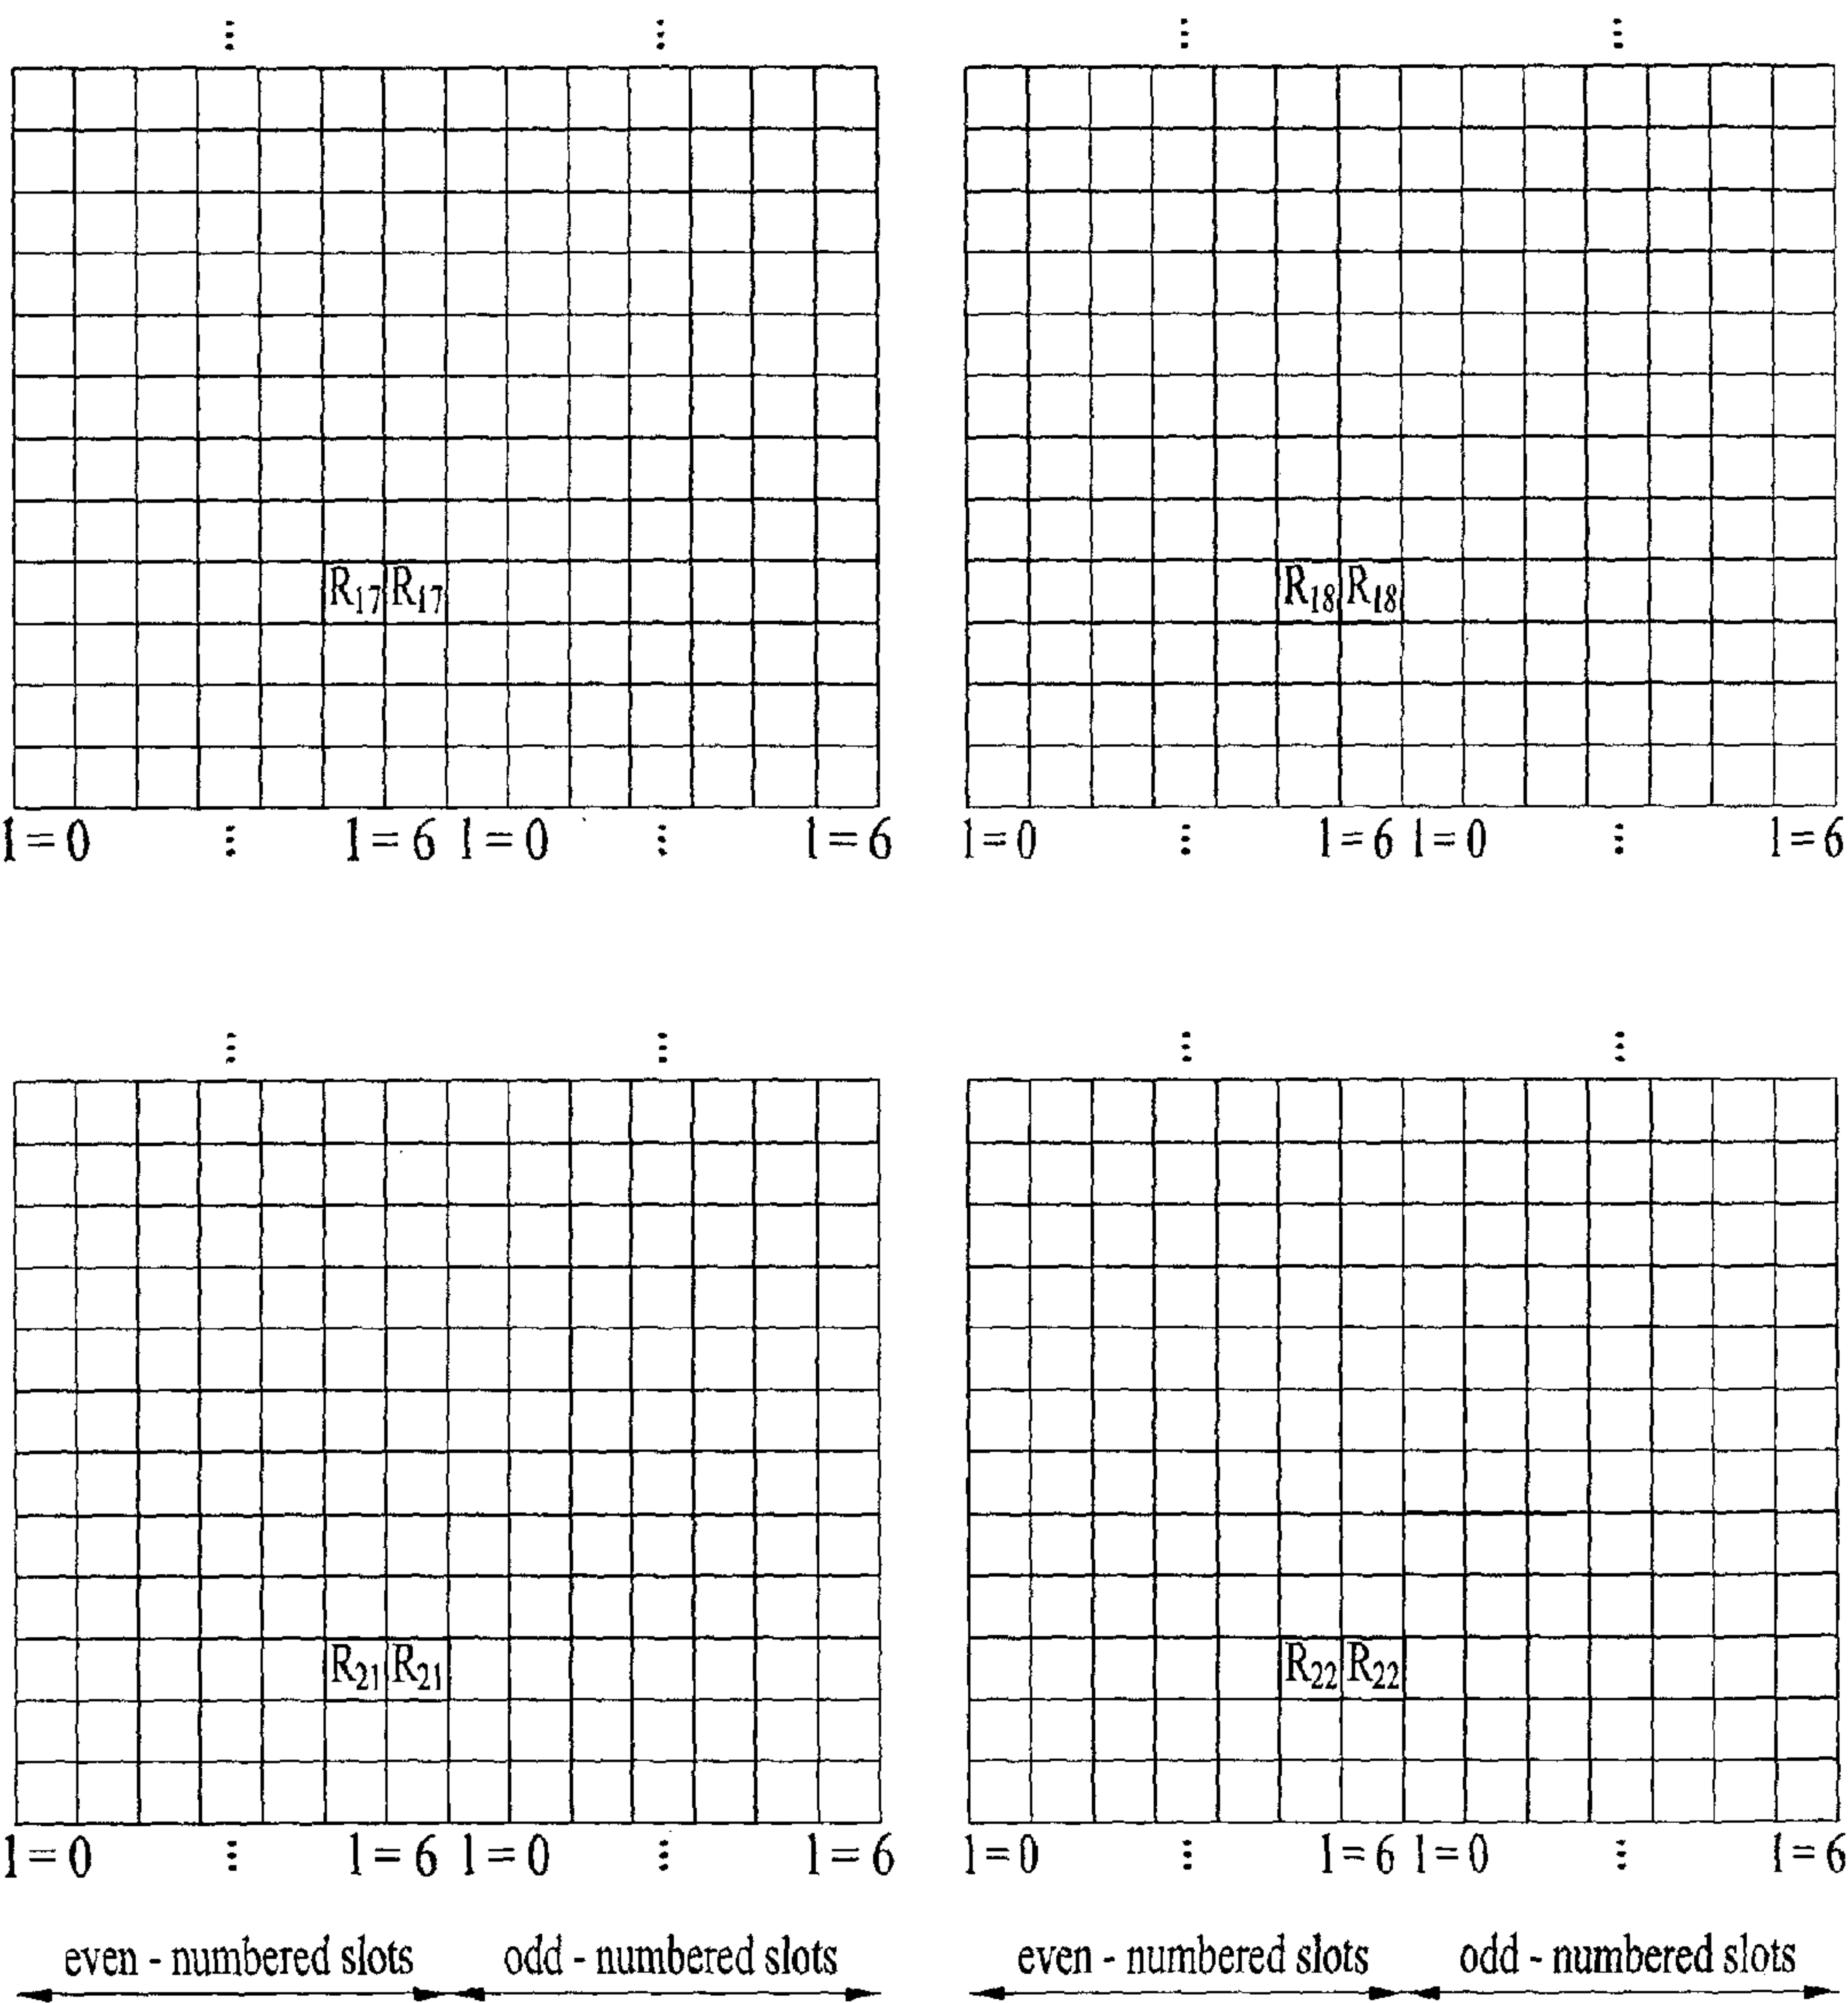 R17 R17 R18 R18
l = 0 l = 6 l = 0 l = 6 l = 0 l = 6 l = 0 l = 6
R21 R21 R22 R22
l = 0 l = 6 l = 0 l = 6 l = 0 l = 6 l = 0 l = 6
even - numbered slots odd - numbered slots even - numbered slots odd - numbered slots